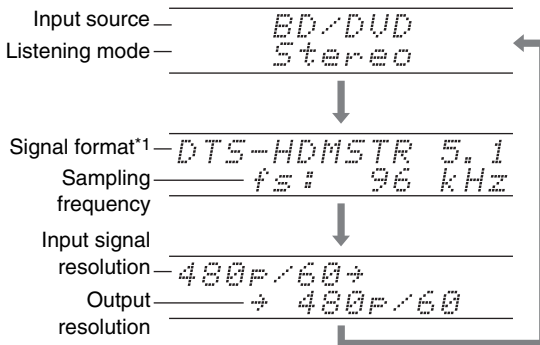 Input source
BD/DVD
Listening mode
Stereo
Signal format*1
DTS-HDMSTR 5.1
Sampling
frequency
fs: 96 kHz
Input signal
resolution
480p/60→
Output
resolution
→ 480p/60